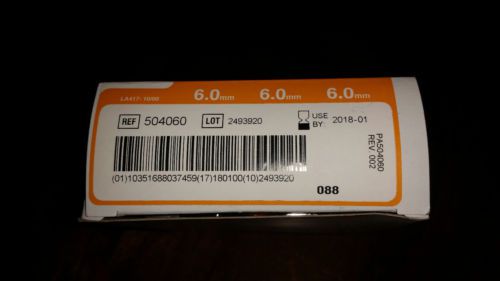 LA417- 10/00 6.0mm 6.0mm 6.0mm
REF 504060 LOT 2493920 USE BY: 2018-01
(01)10351688037459(17)180100(10)2493920
088
PA504060
REV. 002